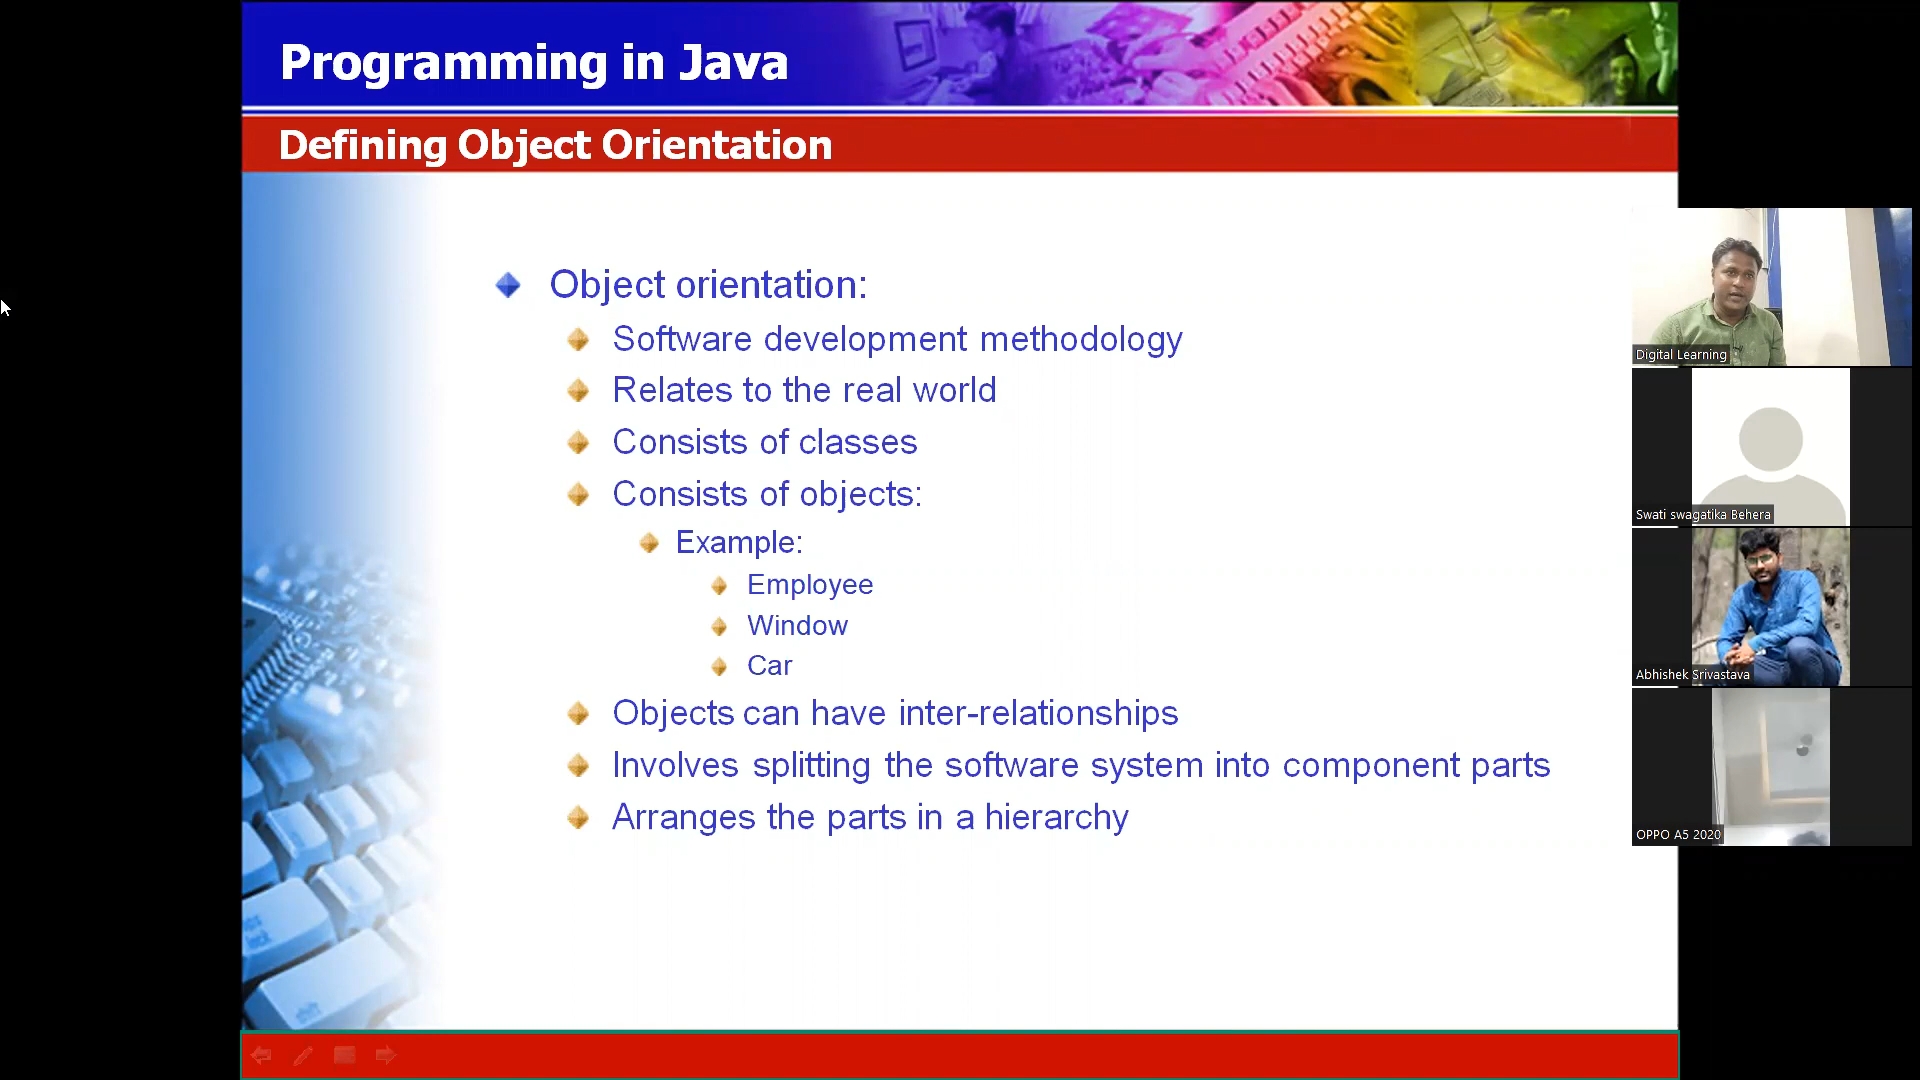 Programming in Java
Defining Object Orientation
Object orientation:
Software development methodology
Relates to the real world
Consists of classes
Consists of objects:
Example:
Employee
Window
Car
Objects can have inter-relationships
Involves splitting the software system into component parts
Arranges the parts in a hierarchy
Digital Learning
Swati swagatika Behera
Abhishek Srivastava
OPPO A5 2020
shift